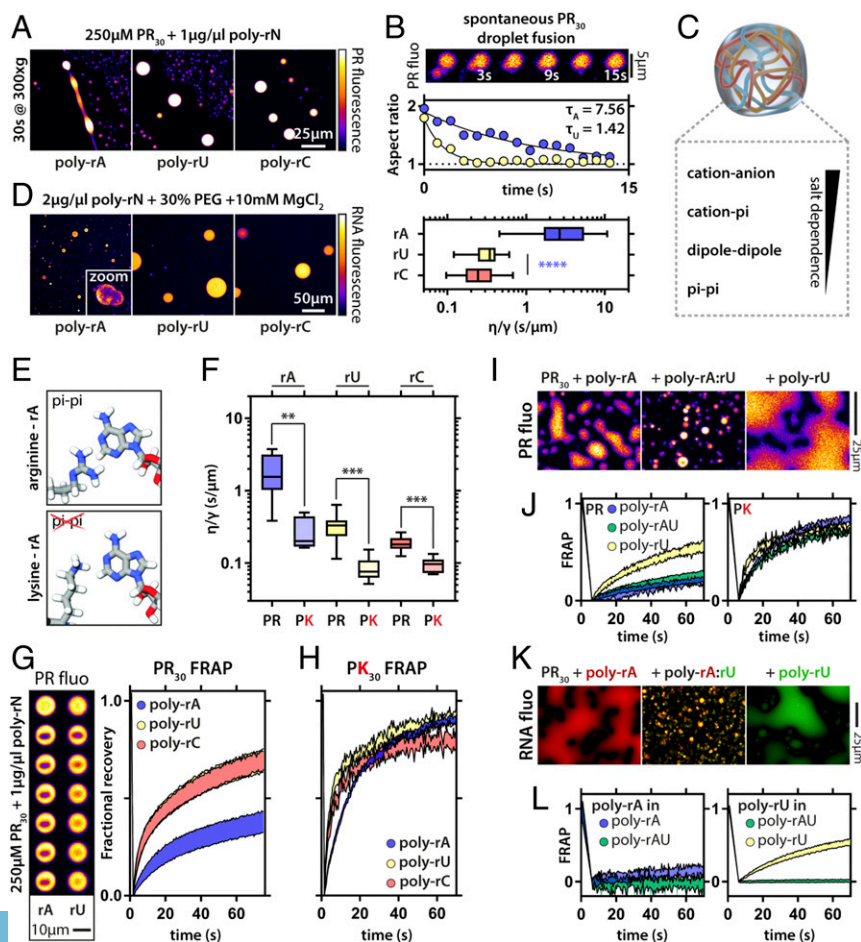 A
250μM PR30 + 1μg/μl poly-rN
30s @ 300xg
25μm
PR fluorescence
poly-rA
poly-rU
poly-rC
B
spontaneous PR30
droplet fusion
PR fluo
3s
9s
15s
5μm
2
1
Aspect ratio
τA = 7.56
τU = 1.42
0
15
time (s)
rA
rU
rC
****
0.1
1
10
η/γ (s/μm)
C
cation-anion
cation-pi
dipole-dipole
pi-pi
salt dependence
D
2μg/μl poly-rN + 30% PEG +10mM MgCl2
zoom
50μm
RNA fluorescence
poly-rA
poly-rU
poly-rC
E
pi-pi
arginine - rA
pi-pi
lysine - rA
F
rA
rU
rC
10
1
0.1
η/γ (s/μm)
**
***
***
PR
PK
PR
PK
PR
PK
G
PR fluo
250μM PR30 + 1μg/μl poly-rN
rA
rU
10μm
PR30 FRAP
1.0
0.0
Fractional recovery
poly-rA
poly-rU
poly-rC
0
20
40
60
time (s)
H
PK30 FRAP
poly-rA
poly-rU
poly-rC
0
20
40
60
time (s)
I
PR30 + poly-rA
+ poly-rA:rU
+ poly-rU
PR fluo
25μm
J
1
0
FRAP
PR
poly-rA
poly-rAU
poly-rU
0
20
40
60
time (s)
PK
0
20
40
60
time (s)
K
PR30 + poly-rA
+ poly-rA:rU
+ poly-rU
RNA fluo
25μm
L
1
0
FRAP
poly-rA in
poly-rA
poly-rAU
0
20
40
60
time (s)
poly-rU in
poly-rAU
poly-rU
0
20
40
60
time (s)